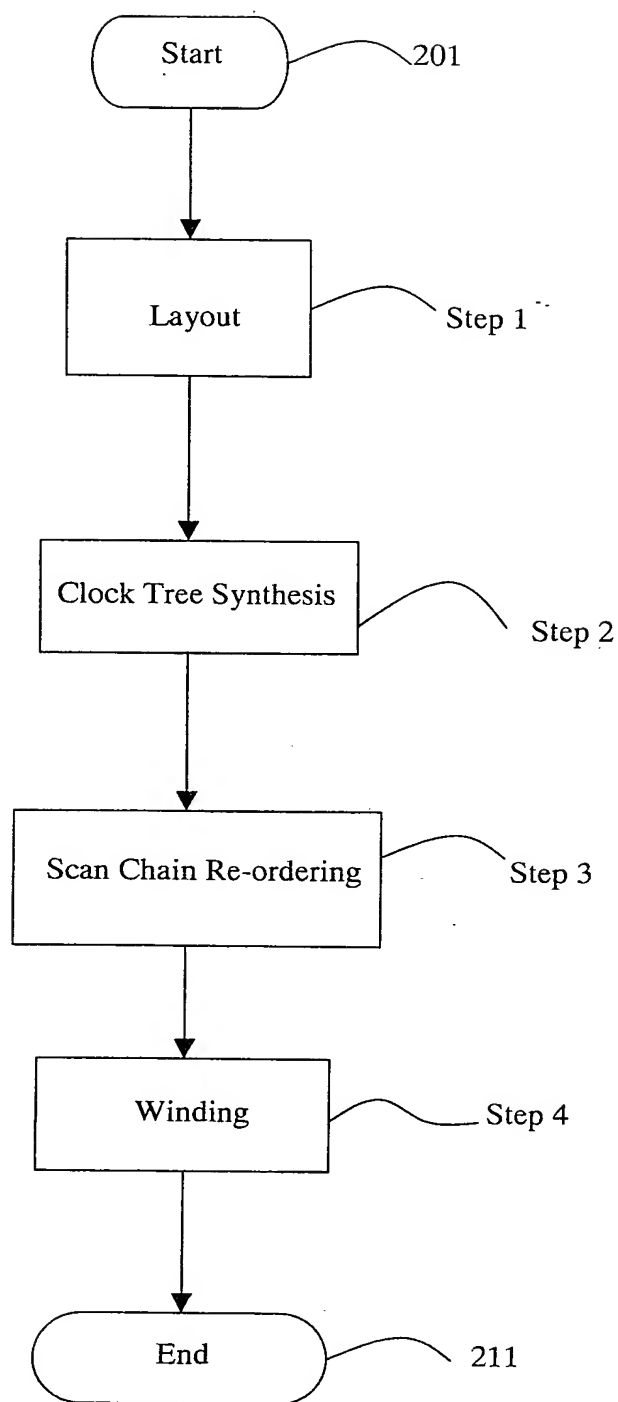 Start
201
Layout
Step 1
Clock Tree Synthesis
Step 2
Scan Chain Re-ordering
Step 3
Winding
Step 4
End
211